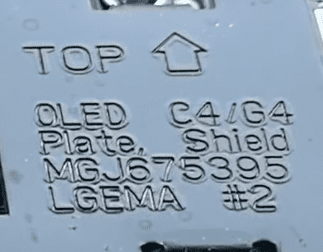 TOP
OLED C4/G4
Plate, Shield
MGJ675395
LGEMA #2